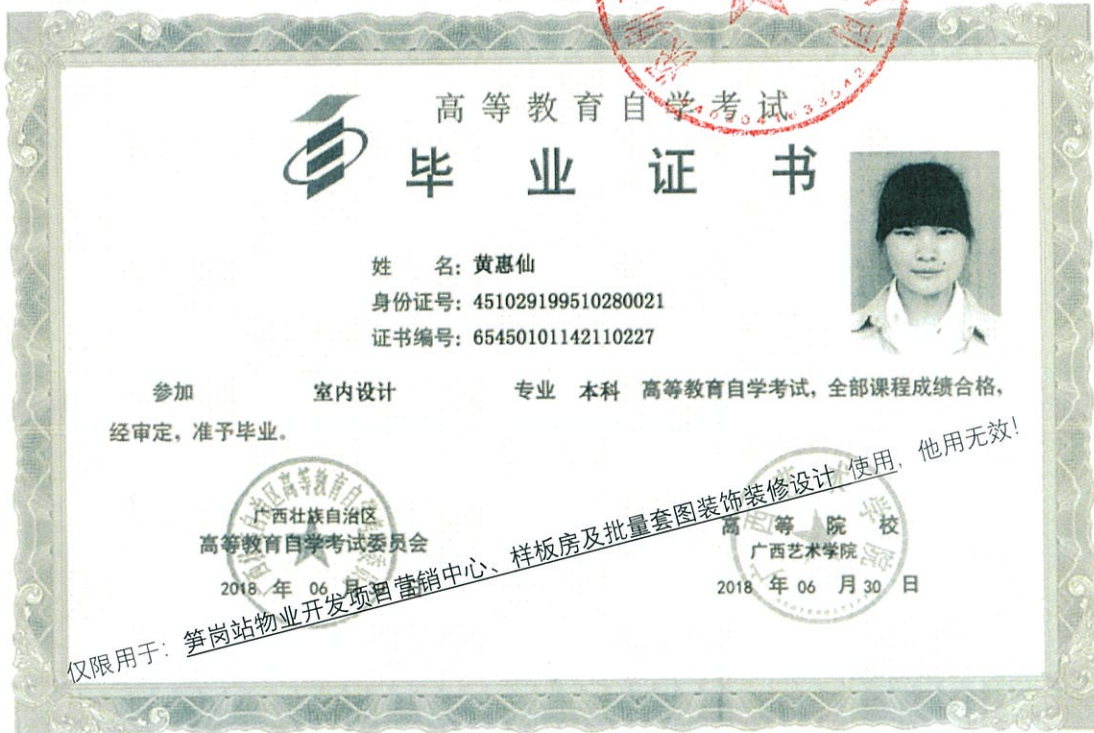 高等教育自学考试
毕业证书
姓 名：黄惠仙
身份证号：451029199510280021
证书编号：65450101142110227
参加 室内设计 专业 本科 高等教育自学考试，全部课程成绩合格，
经审定，准予毕业。
广西壮族自治区
高等教育自学考试委员会
2018 年 06 月 日
高等院校
广西艺术学院
2018 年 06 月 30 日
仅限用于：笋岗站物业开发项目营销中心、样板房及批量套图装饰装修设计 使用，他用无效！